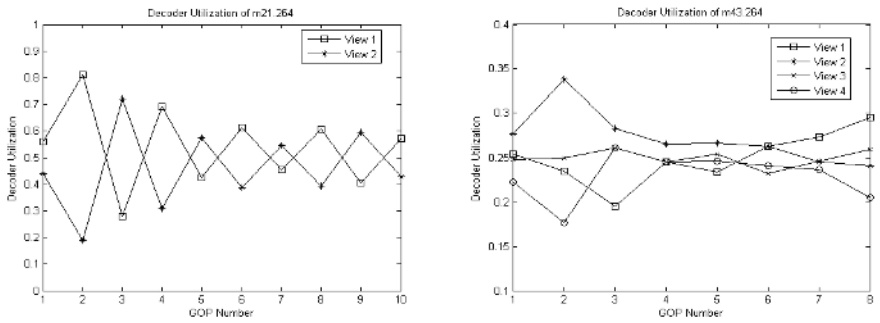 Decoder Utilization of m21.264
View 1
View 2
1
0.9
0.8
0.7
0.6
0.5
0.4
0.3
0.2
0.1
0
Decoder Utilization
1 2 3 4 5 6 7 8 9 10
GOP Number
Decoder Utilization of m43.264
View 1
View 2
View 3
View 4
0.4
0.35
0.3
0.25
0.2
0.15
0.1
Decoder Utilization
1 2 3 4 5 6 7 8
GOP Number